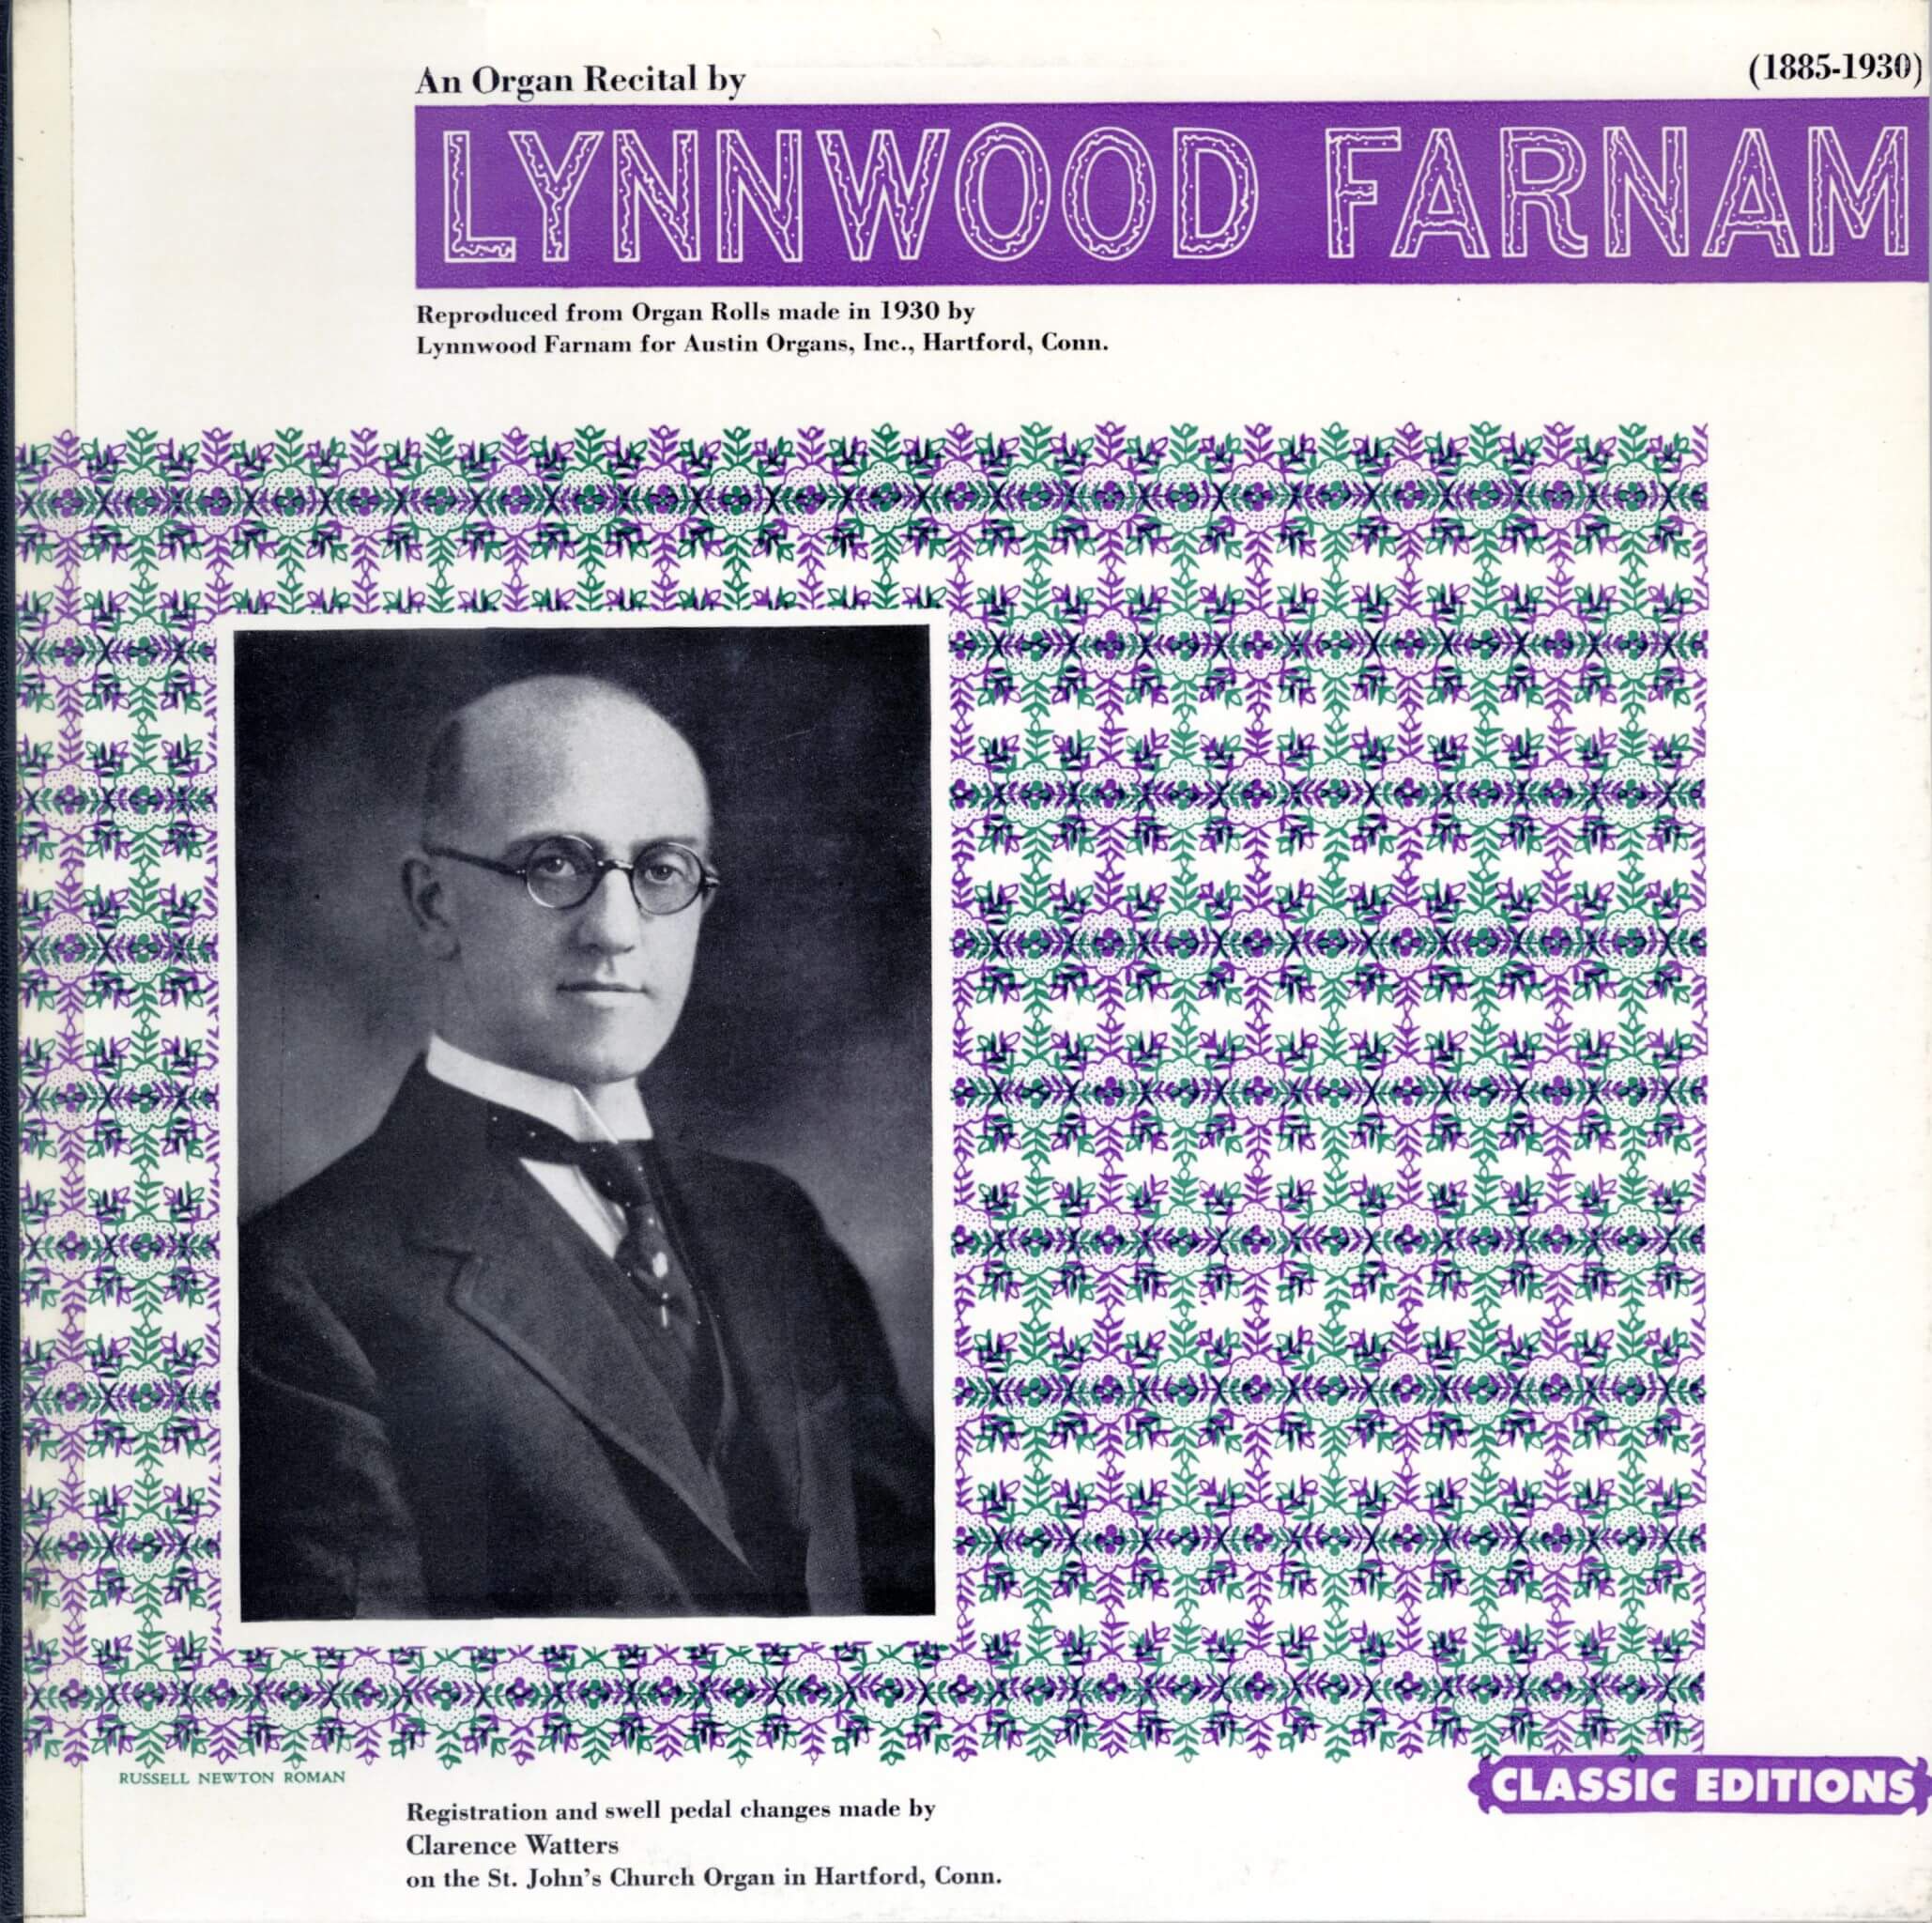 An Organ Recital by
(1885-1930)
LYNNWOOD FARNAM
Reproduced from Organ Rolls made in 1930 by
Lynnwood Farnam for Austin Organs, Inc., Hartford, Conn.
RUSSELL NEWTON ROMAN
CLASSIC EDITIONS
Registration and swell pedal changes made by
Clarence Watters
on the St. John's Church Organ in Hartford, Conn.